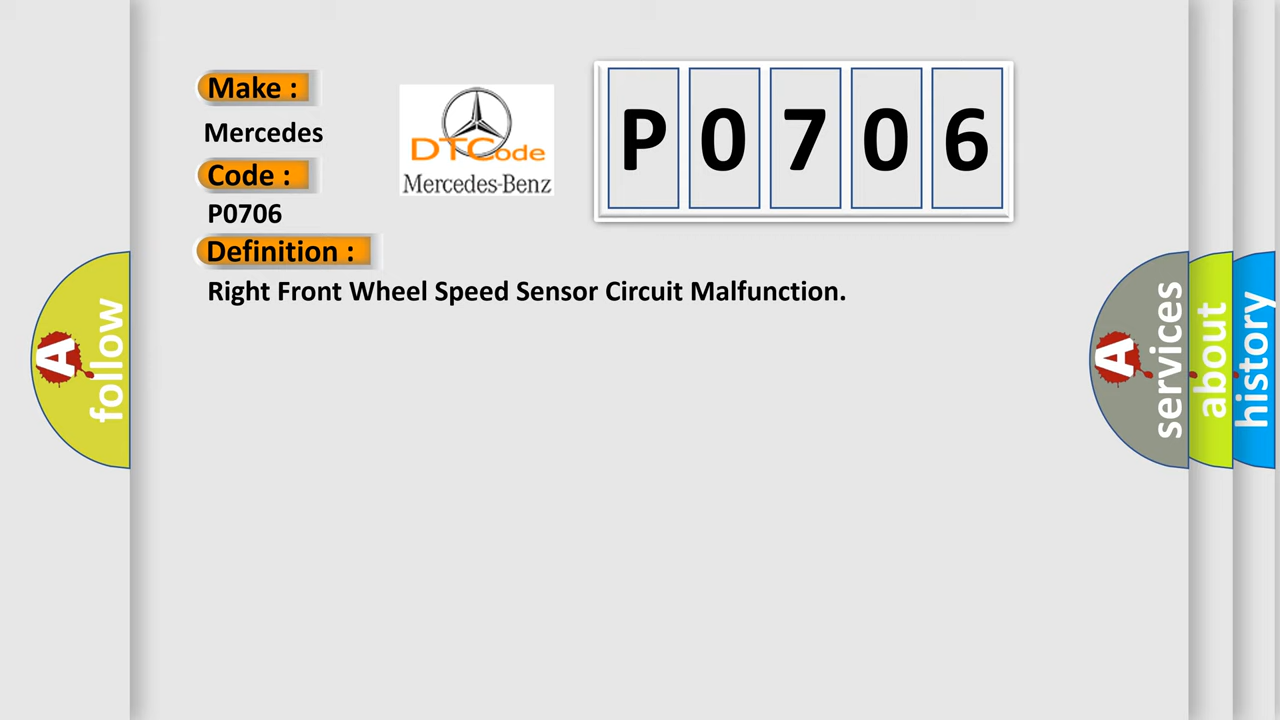 Make :
Mercedes
Code :
P0706
Definition :
Right Front Wheel Speed Sensor Circuit Malfunction.
DTCode
Mercedes-Benz
P0706
A follow
A services
about
history